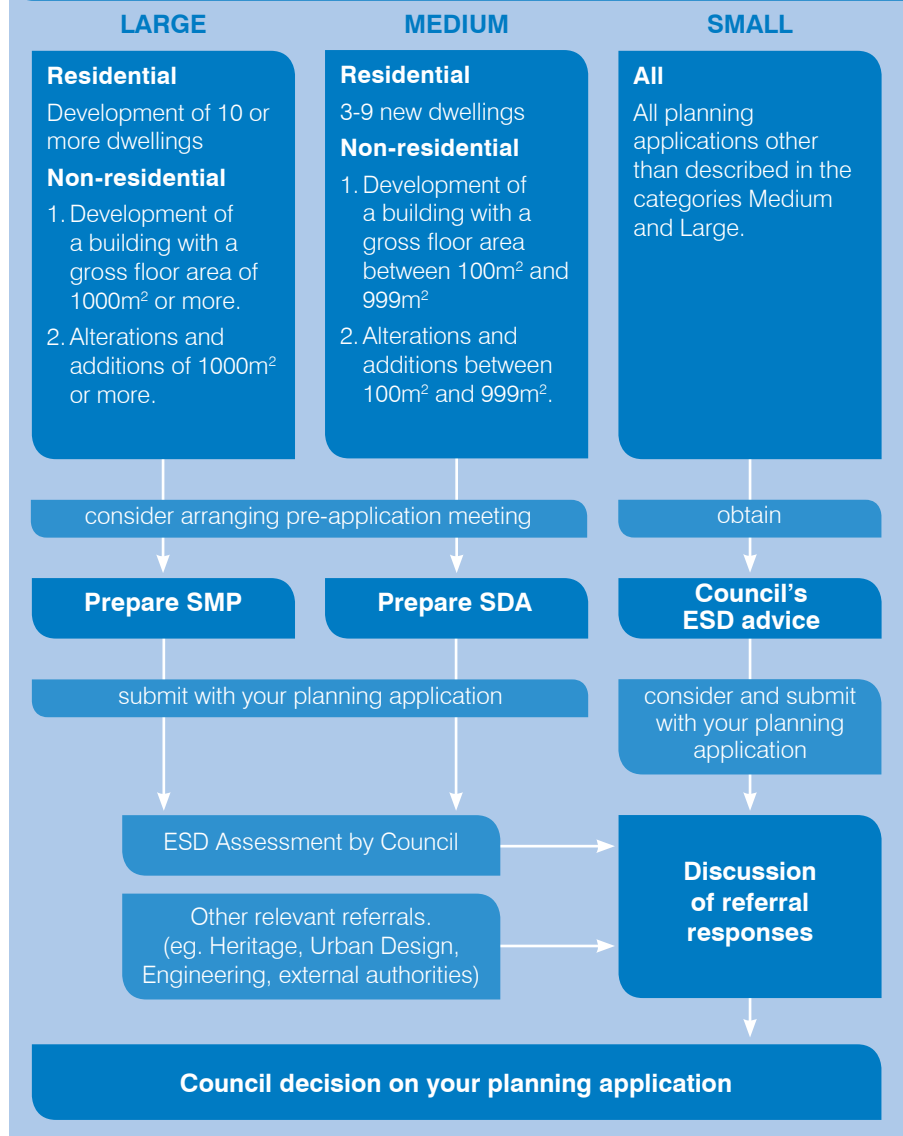 LARGE
Residential
Development of 10 or
more dwellings
Non-residential
1. Development of
a building with a
gross floor area of
1000m² or more.
2. Alterations and
additions of 1000m²
or more.
MEDIUM
Residential
3-9 new dwellings
Non-residential
1. Development of
a building with a
gross floor area
between 100m² and
999m²
2. Alterations and
additions between
100m² and 999m².
SMALL
All
All planning
applications other
than described in the
categories Medium
and Large.
consider arranging pre-application meeting
obtain
Prepare SMP
Prepare SDA
Council's
ESD advice
submit with your planning application
consider and submit
with your planning
application
ESD Assessment by Council
Other relevant referrals.
(eg. Heritage, Urban Design,
Engineering, external authorities)
Discussion
of referral
responses
Council decision on your planning application